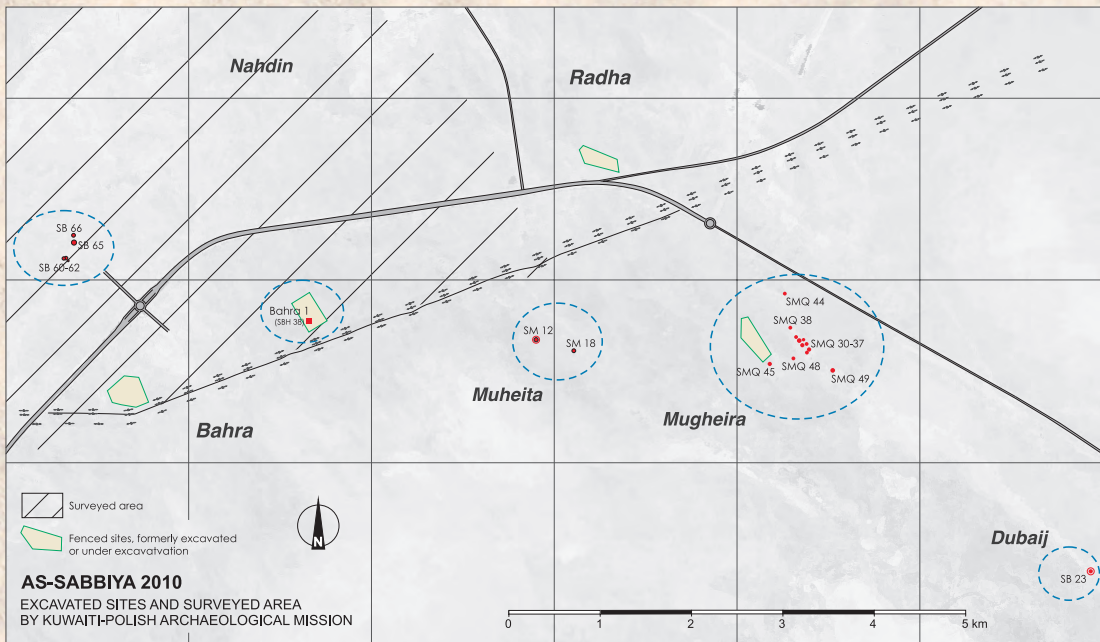 Nahdin
Radha
SB 66
SB 65
SB 60-62
Bahra 1
(SBH 38)
SMQ 44
SMQ 38
SM 12
SMQ 30-37
SM 18
SMQ 45
SMQ 48
SMQ 49
Muheita
Mugheira
Bahra
Surveyed area
Fenced sites, formerly excavated
or under excavatvation
N
Dubaij
SB 23
AS-SABBIYA 2010
EXCAVATED SITES AND SURVEYED AREA
BY KUWAITI-POLISH ARCHAEOLOGICAL MISSION
0 1 2 3 4 5 km